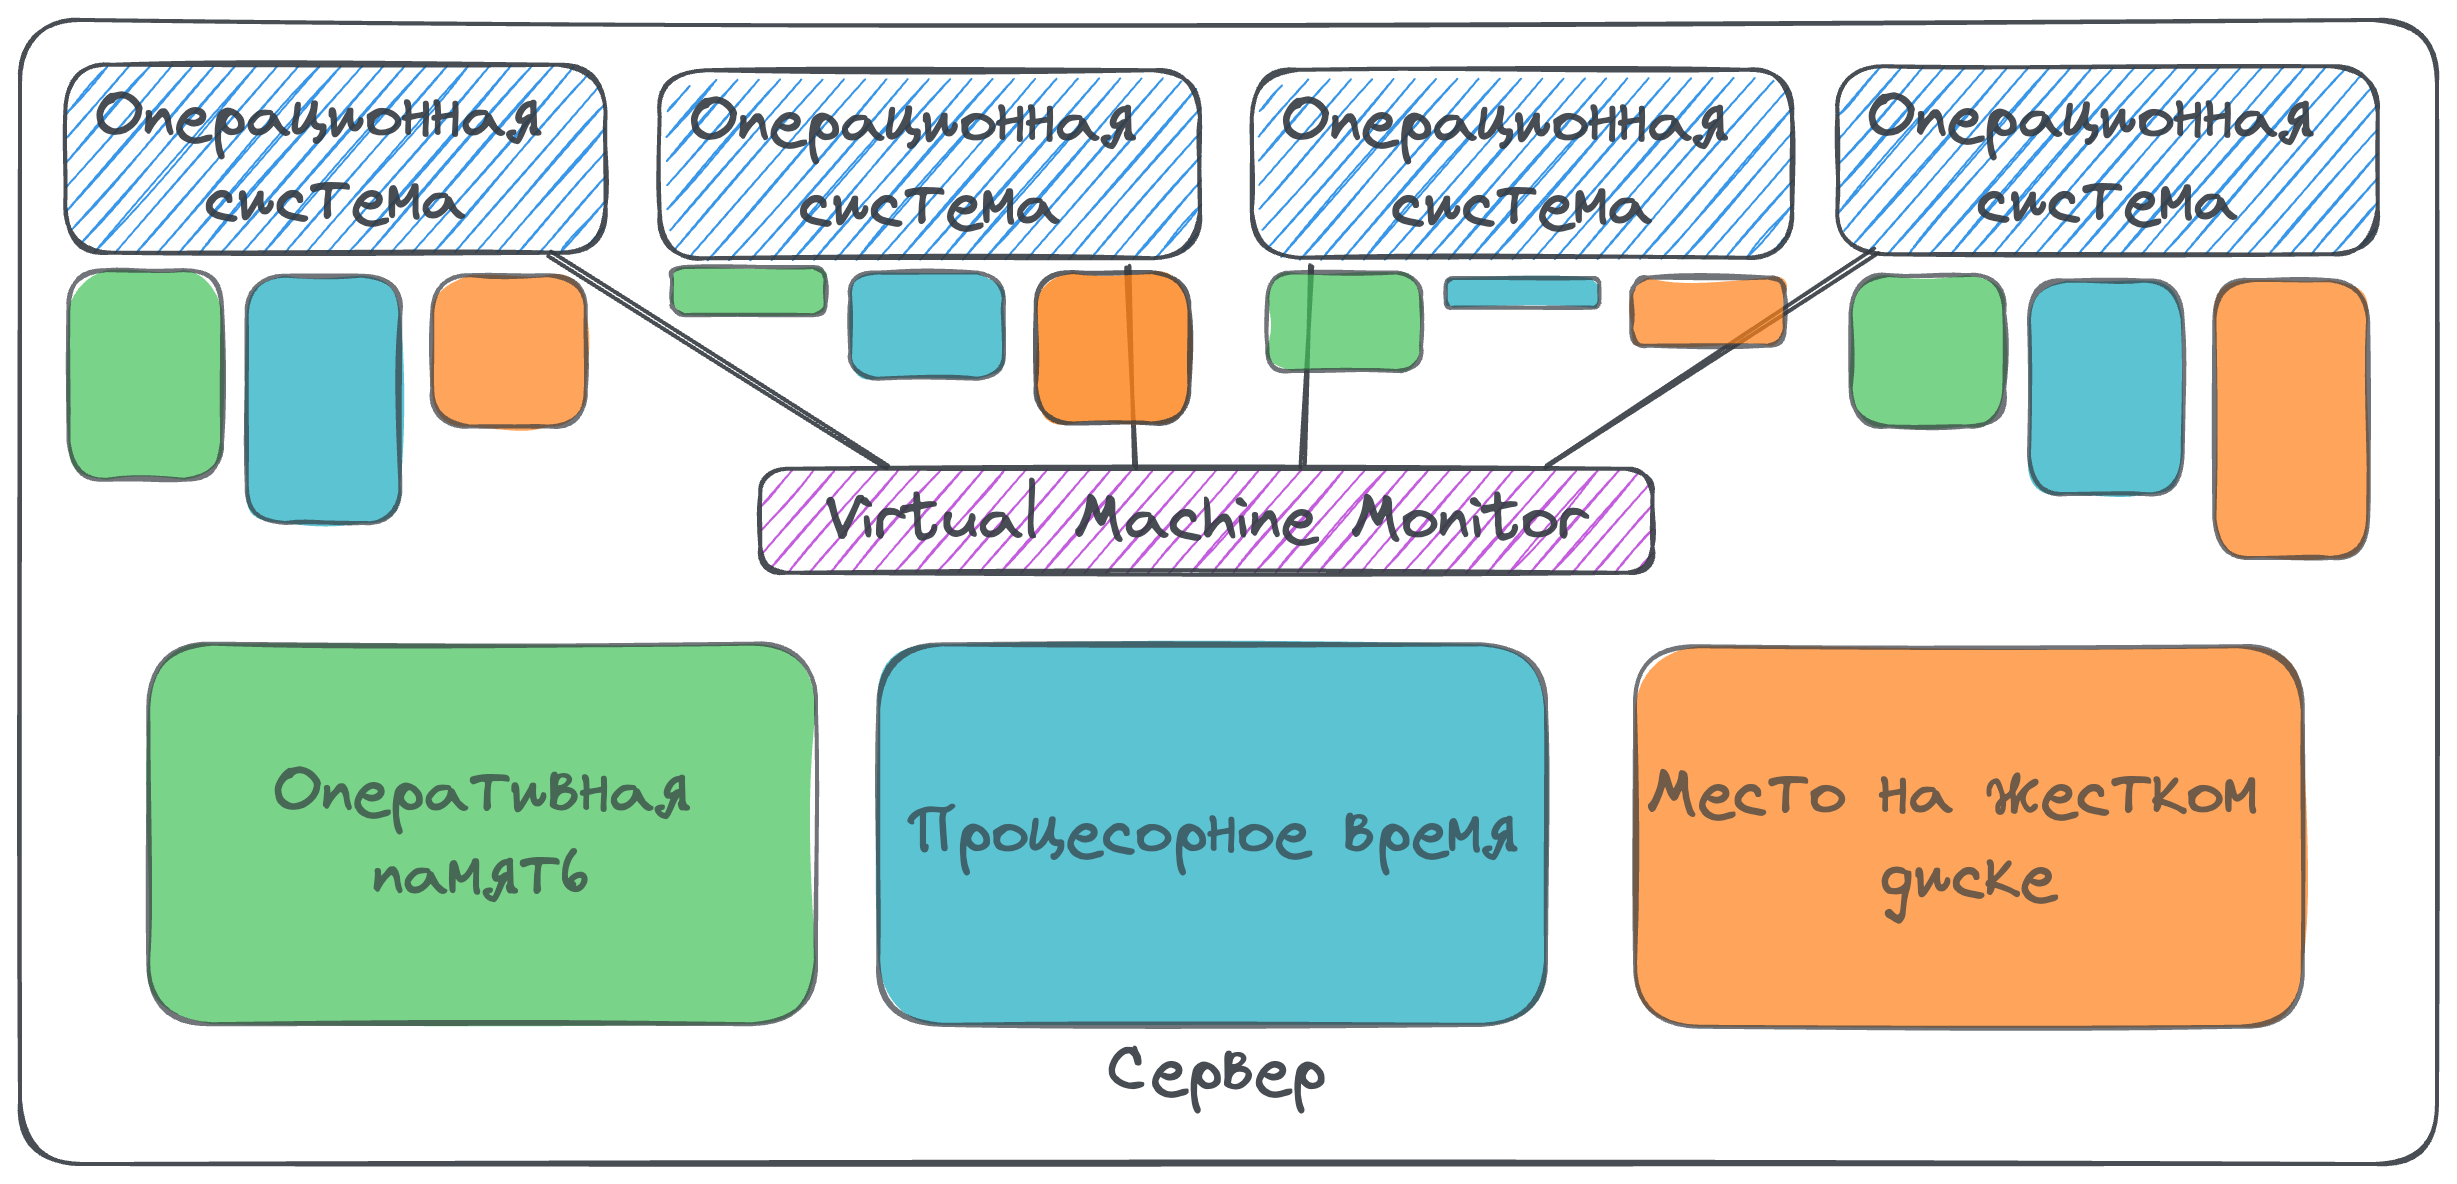 Операционная
система
Операционная
система
Операционная
система
Операционная
система
Virtual Machine Monitor
Оперативная
память
Процесорное время
Место на жестком
диске
Сервер